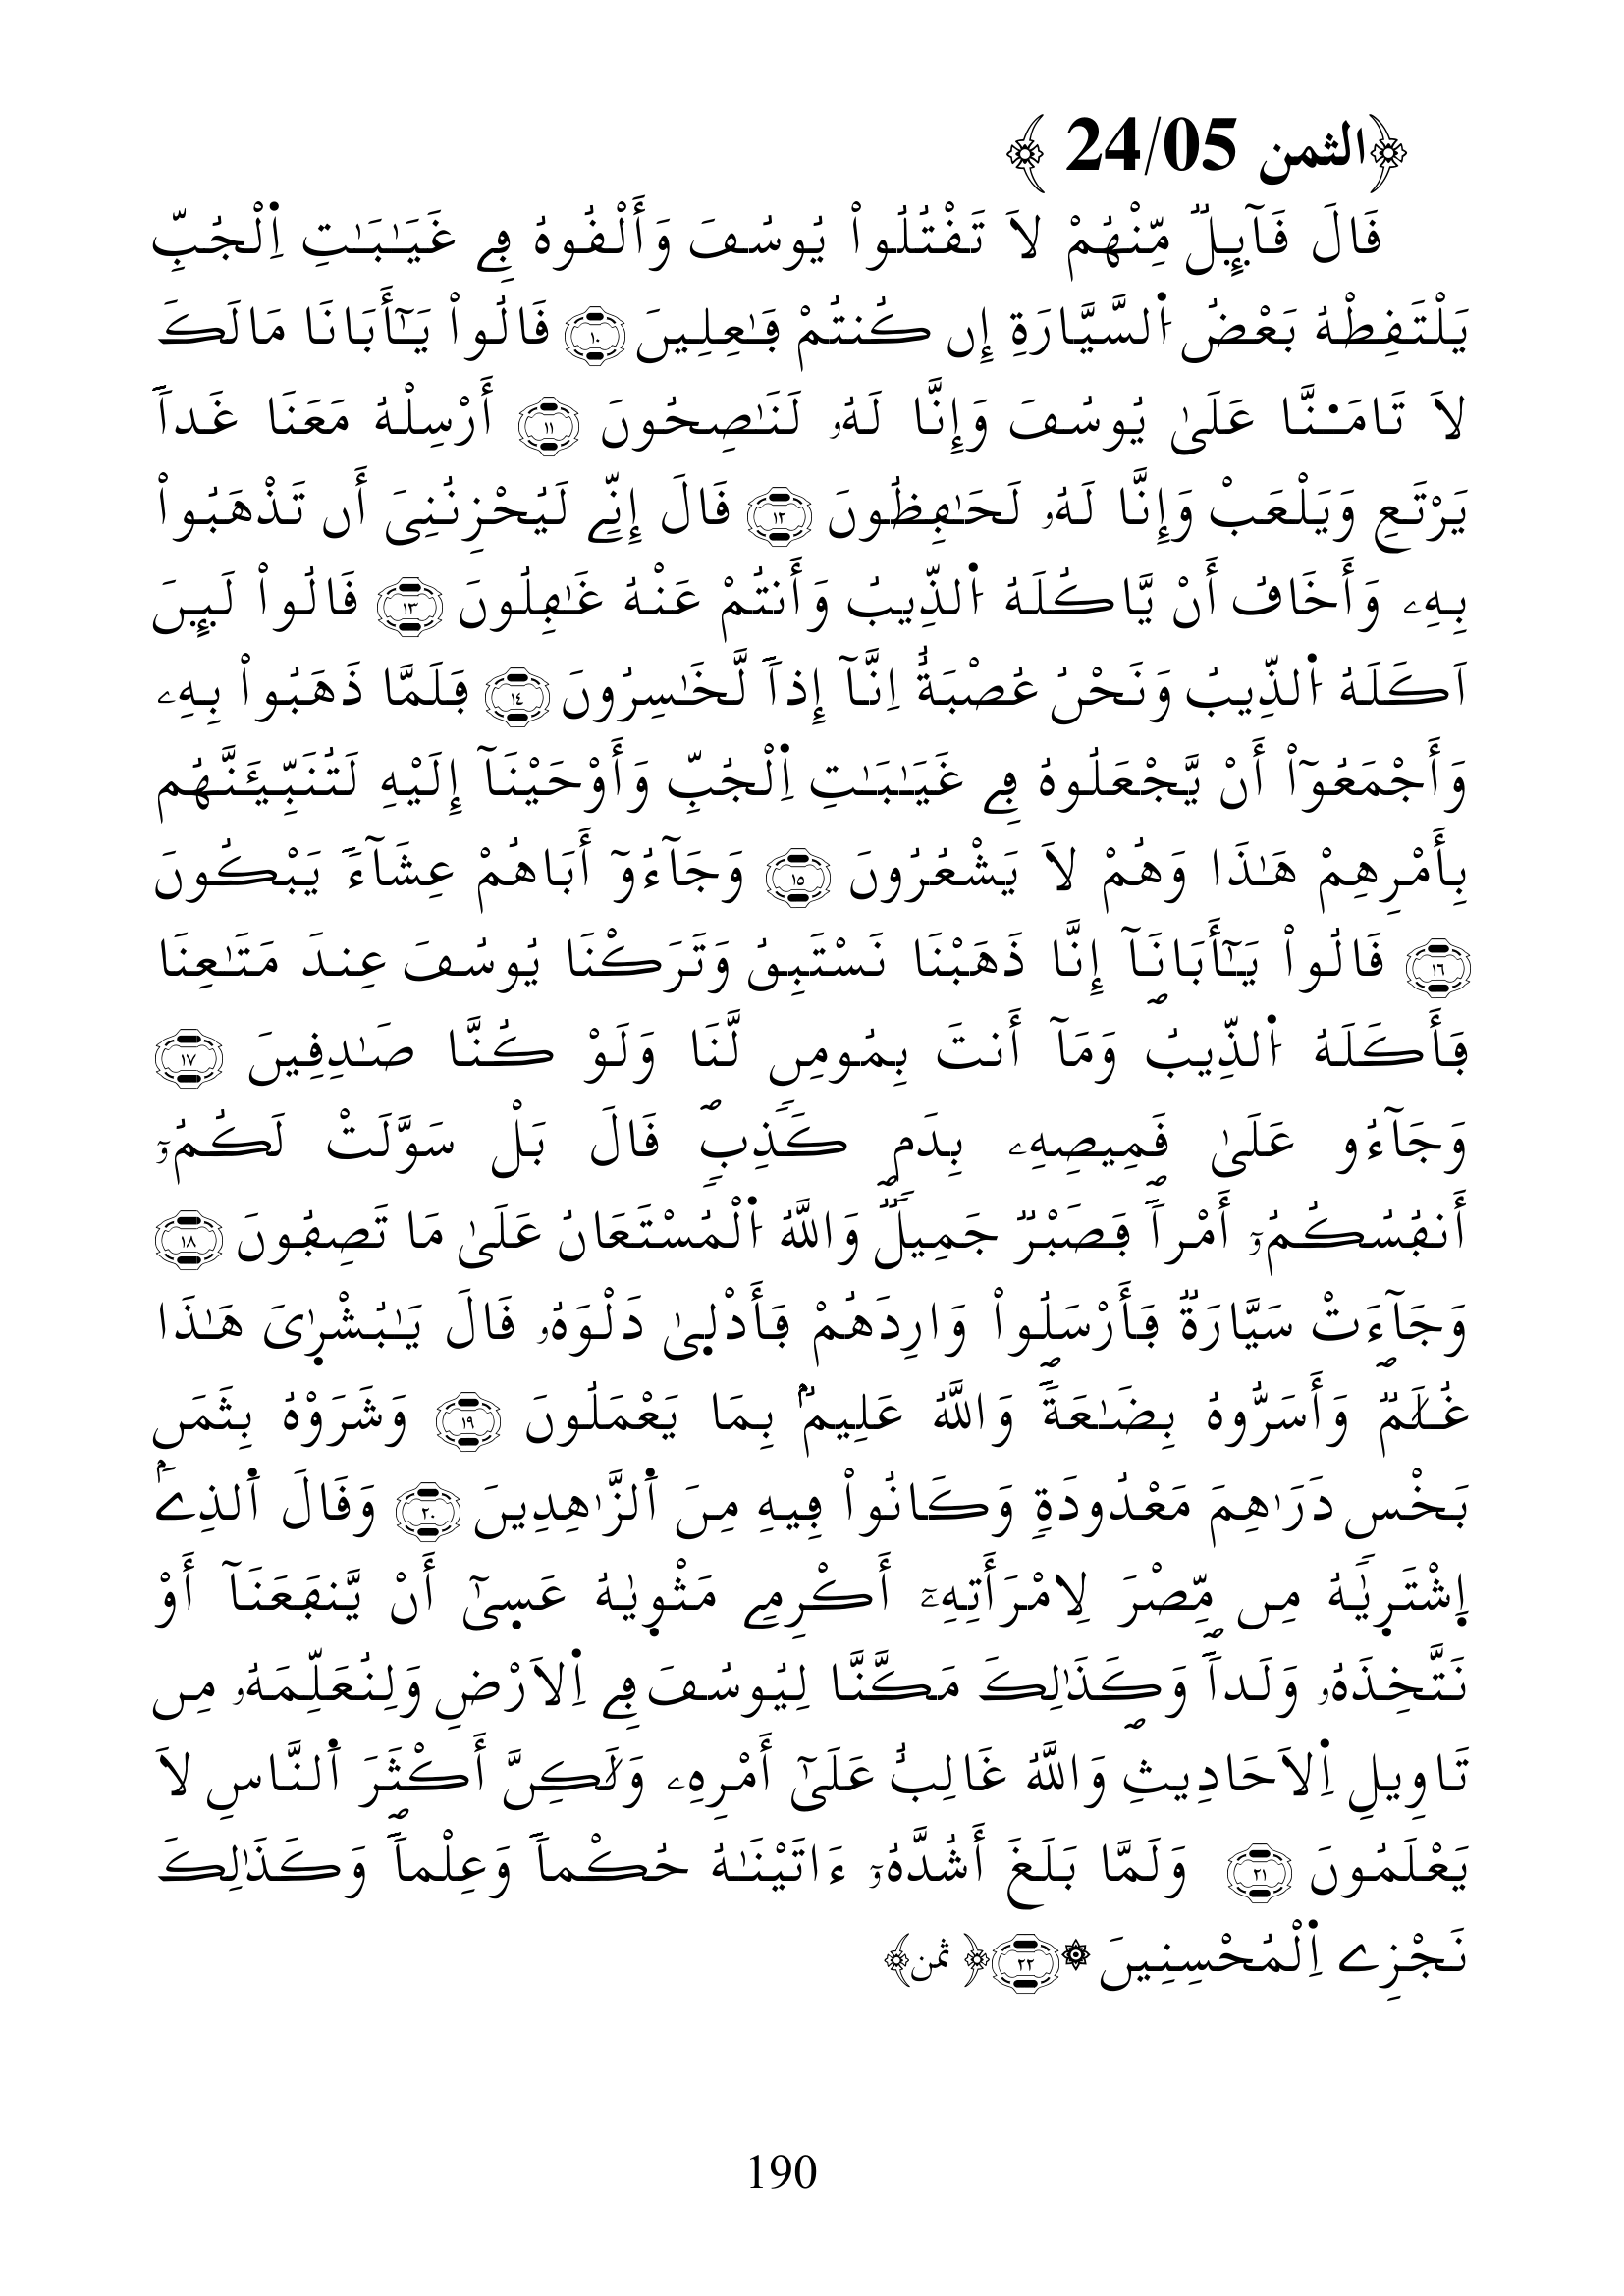 ﴿الثمن 24/05 ﴾
قَالَ قَآئِلٞ مِّنْهُمْ لَا تَقْتُلُواْ يُوسُفَ وَأَلْقُوهُ فِے غَيَٰبَٰتِ اِ۬لْجُبِّ
يَلْتَقِطْهُ بَعْضُ اُ۬لسَّيَّارَةِ إِن كُنتُمْ فَٰعِلِينَ ١٠ قَالُواْ يَٰٓأَبَانَا مَالَكَ
لَا تَامَ۬نَّا عَلَىٰ يُوسُفَ وَإِنَّا لَهُۥ لَنَٰصِحُونَ ١١ أَرْسِلْهُ مَعَنَا غَداٗ
يَرْتَعِ وَيَلْعَبْ وَإِنَّا لَهُۥ لَحَٰفِظُونَ ١٢ قَالَ إِنِّے لَيُحْزِنُنِىَ أَن تَذْهَبُواْ
بِهِۦ وَأَخَافُ أَنْ يَّاكُلَهُ اُ۬لذِّيبُ وَأَنتُمْ عَنْهُ غَٰفِلُونَ ١٣ قَالُواْ لَئِنَ
اَكَلَهُ اُ۬لذِّيبُ وَنَحْنُ عُصْبَةٌ اِنَّآ إِذاٗ لَّخَٰسِرُونَ ١٤ فَلَمَّا ذَهَبُواْ بِهِۦ
وَأَجْمَعُوٓاْ أَنْ يَّجْعَلُوهُ فِے غَيَٰبَٰتِ اِ۬لْجُبِّ وَأَوْحَيْنَآ إِلَيْهِ لَتُنَبِّئَنَّهُم
بِأَمْرِهِمْ هَٰذَا وَهُمْ لَا يَشْعُرُونَ ١٥ وَجَآءُوٓ أَبَاهُمْ عِشَآءٗ يَبْكُونَ
١٦ قَالُواْ يَٰٓأَبَانَآ إِنَّا ذَهَبْنَا نَسْتَبِقُ وَتَرَكْنَا يُوسُفَ عِندَ مَتَٰعِنَا
فَأَكَلَهُ اُ۬لذِّيبُ وَمَآ أَنتَ بِمُومِنٖ لَّنَا وَلَوْ كُنَّا صَٰدِقِينَ ١٧
وَجَآءُو عَلَىٰ قَمِيصِهِۦ بِدَمٖ كَذِبٖۖ قَالَ بَلْ سَوَّلَتْ لَكُمُۥٓ
أَنفُسُكُمُۥٓ أَمْراٗۖ فَصَبْرٞ جَمِيلٞۖ وَاللَّهُ اُ۬لْمُسْتَعَانُ عَلَىٰ مَا تَصِفُونَ ١٨
وَجَآءَتْ سَيَّارَةٞ فَأَرْسَلُواْ وَارِدَهُمْ فَأَدْل۪ىٰ دَلْوَهُۥۖ قَالَ يَٰبُشْر۪ىٰىَ هَٰذَا
غُلَٰمٞۖ وَأَسَرُّوهُ بِضَٰعَةٗۖ وَاللَّهُ عَلِيمُۢ بِمَا يَعْمَلُونَ ١٩ وَشَرَوْهُ بِثَمَنِۢ
بَخْسٖ دَرَٰهِمَ مَعْدُودَةٖۖ وَكَانُواْ فِيهِ مِنَ اَ۬لزَّٰهِدِينَ ٢٠ وَقَالَ اَ۬لذِے
اِ۪شْتَر۪يٰهُ مِن مِّصْرَ لِامْرَأَتِهِۦٓ أَكْرِمِے مَثْو۪يٰهُ عَس۪ىٰٓ أَنْ يَّنفَعَنَآ أَوْ
نَتَّخِذَهُۥ وَلَداٗۖ وَكَذَٰلِكَ مَكَّنَّا لِيُوسُفَ فِے اِ۬لَارْضِ وَلِنُعَلِّمَهُۥ مِن
تَاوِيلِ اِ۬لَاحَادِيثِۖ وَاللَّهُ غَالِبٌ عَلَىٰٓ أَمْرِهِۦ وَلَٰكِنَّ أَكْثَرَ اَ۬لنَّاسِ لَا
يَعْلَمُونَ ٢١ وَلَمَّا بَلَغَ أَشُدَّهُۥٓ ءَاتَيْنَٰهُ حُكْماٗ وَعِلْماٗۖ وَكَذَٰلِكَ
نَجْزِے اِ۬لْمُحْسِنِينَ ۞ ٢٢ ﴿ ثمن﴾
190